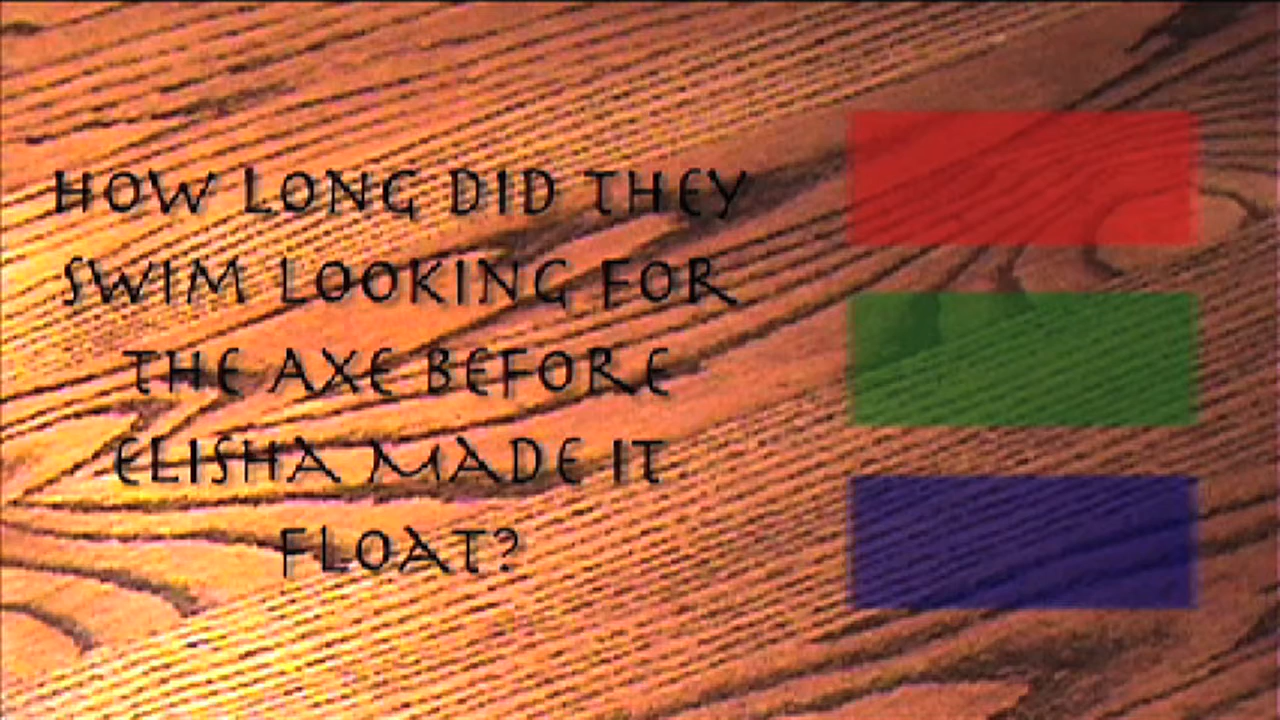 HOW LONG DID THEY
SWIM LOOKING FOR
THE AXE BEFORE
ELISHA MADE IT
FLOAT?